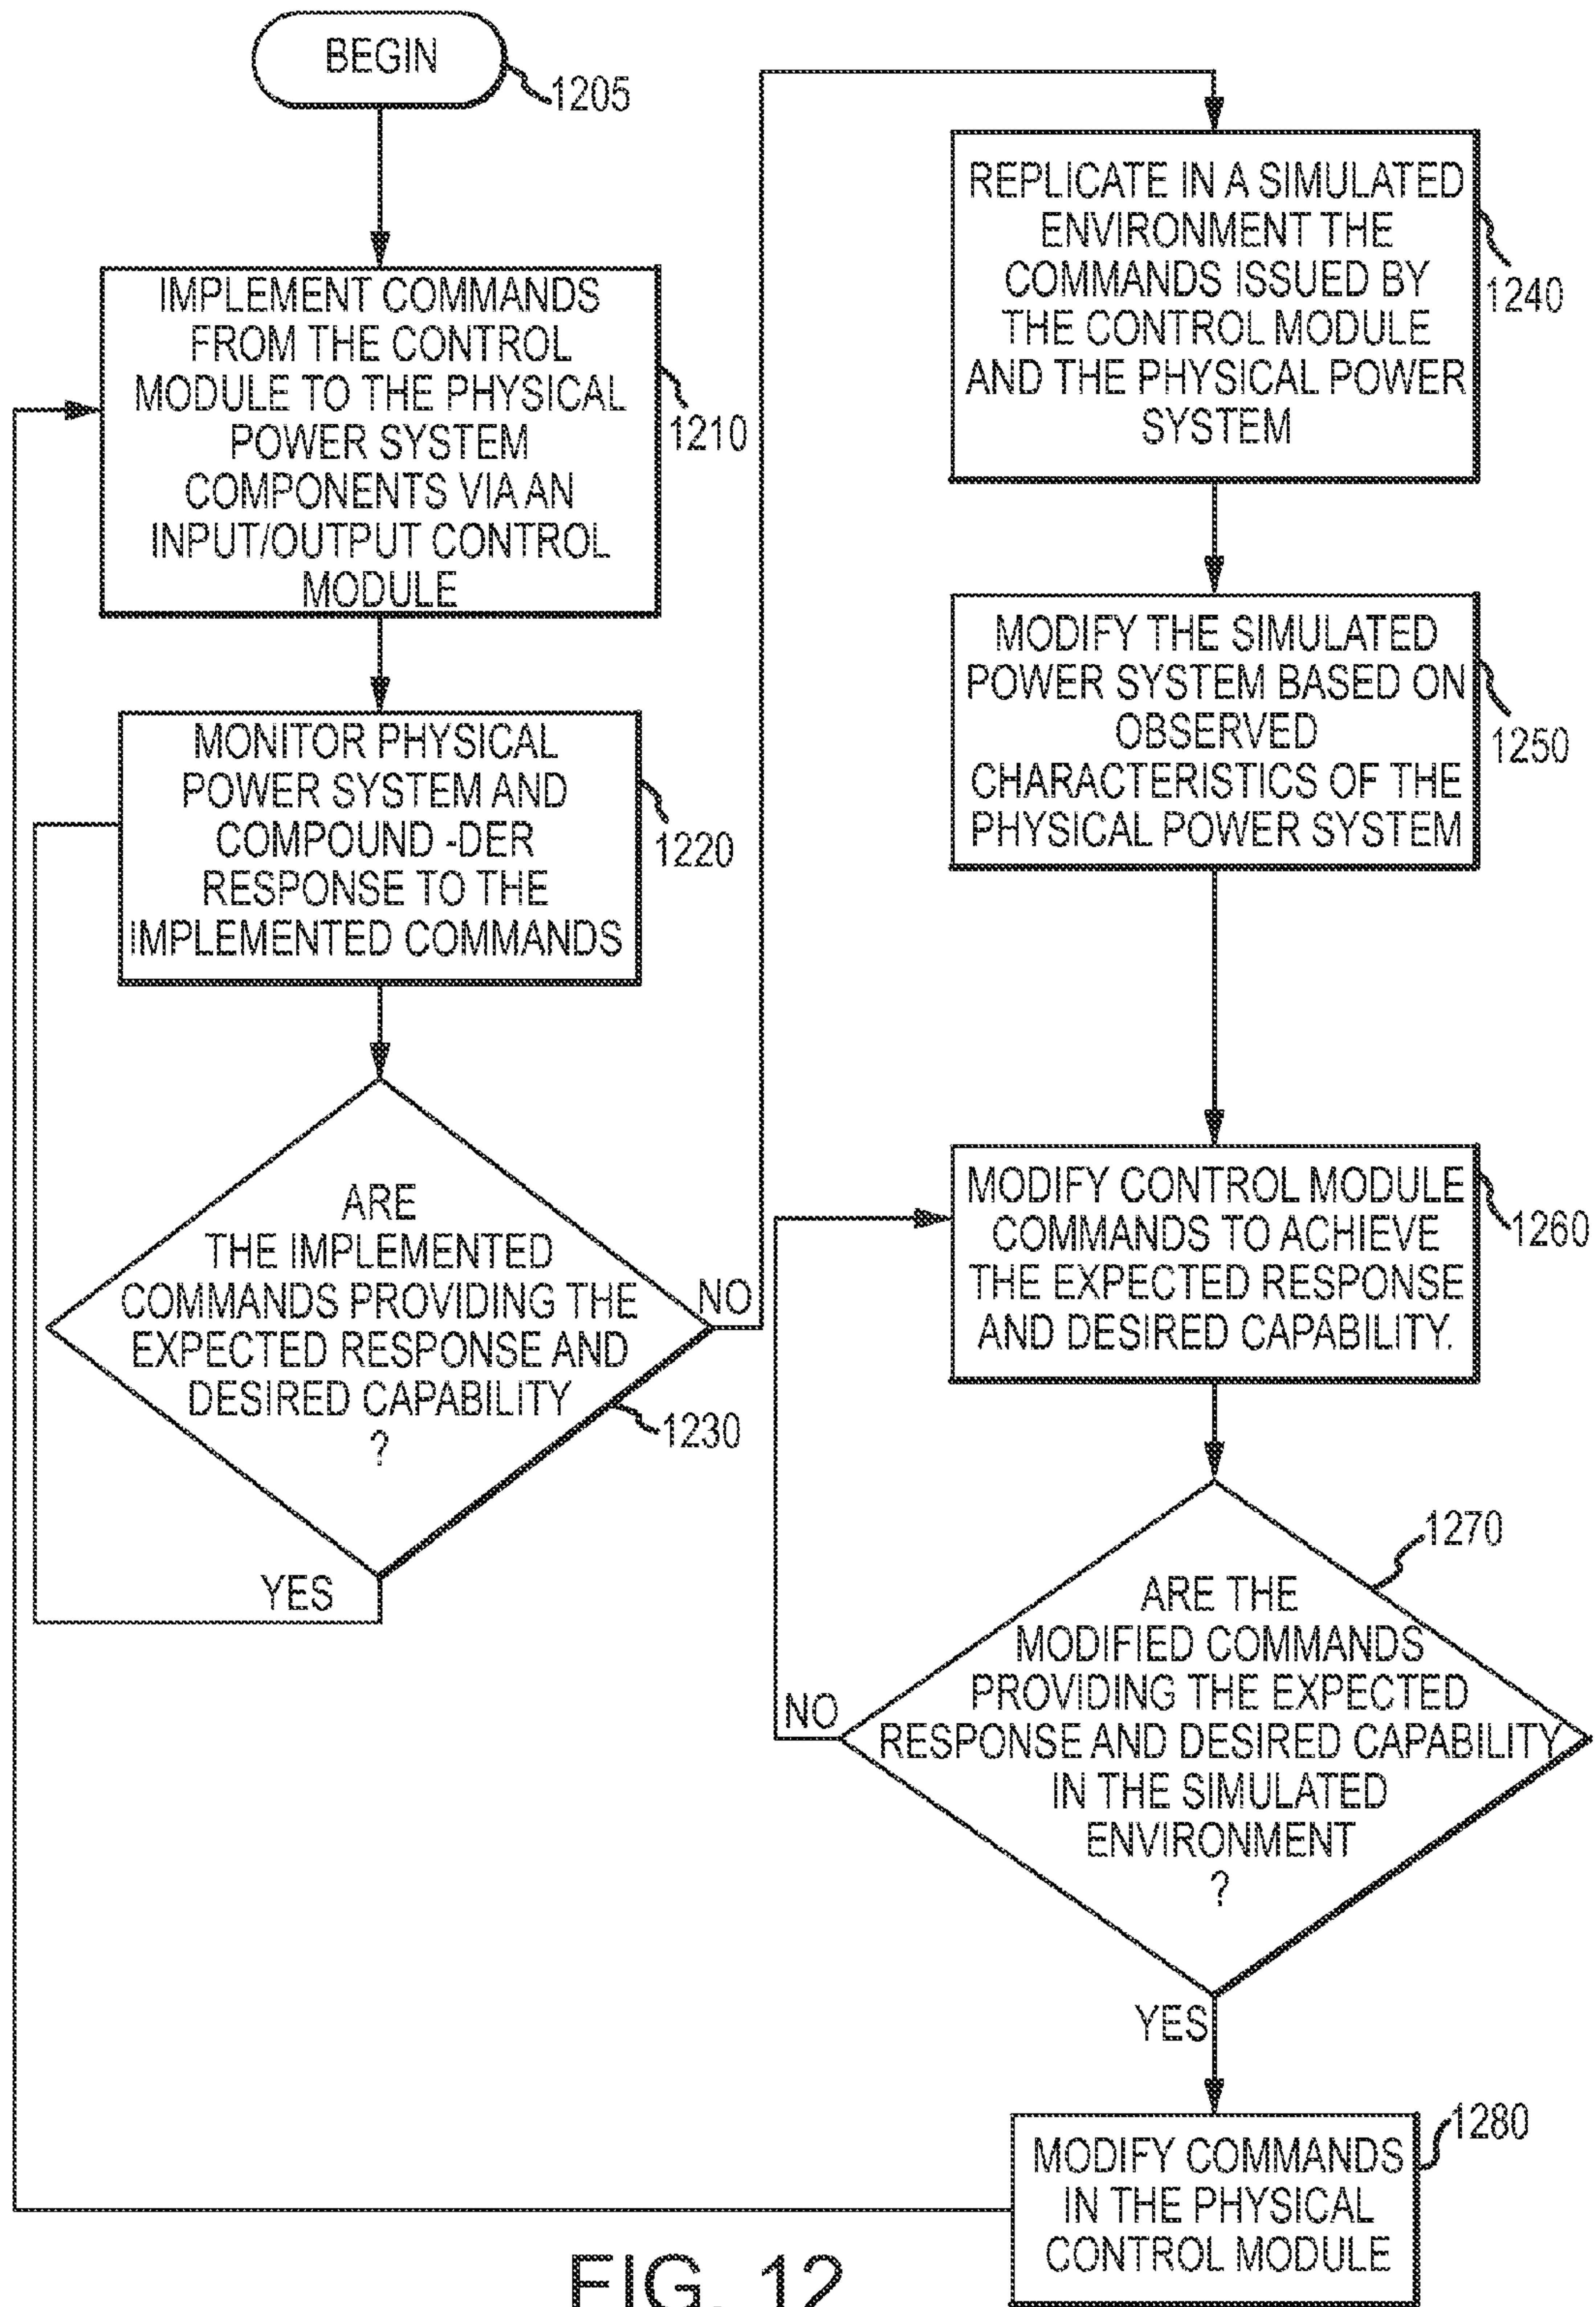 BEGIN
1205
IMPLEMENT COMMANDS
FROM THE CONTROL
MODULE TO THE PHYSICAL
POWER SYSTEM
COMPONENTS VIA AN
INPUT/OUTPUT CONTROL
MODULE
1210
MONITOR PHYSICAL
POWER SYSTEM AND
COMPOUND -DER
RESPONSE TO THE
IMPLEMENTED COMMANDS
1220
ARE
THE IMPLEMENTED
COMMANDS PROVIDING THE
EXPECTED RESPONSE AND
DESIRED CAPABILITY
?
1230
NO
YES
REPLICATE IN A SIMULATED
ENVIRONMENT THE
COMMANDS ISSUED BY
THE CONTROL MODULE
AND THE PHYSICAL POWER
SYSTEM
1240
MODIFY THE SIMULATED
POWER SYSTEM BASED ON
OBSERVED
CHARACTERISTICS OF THE
PHYSICAL POWER SYSTEM
1250
MODIFY CONTROL MODULE
COMMANDS TO ACHIEVE
THE EXPECTED RESPONSE
AND DESIRED CAPABILITY.
1260
1270
ARE THE
MODIFIED COMMANDS
PROVIDING THE EXPECTED
RESPONSE AND DESIRED CAPABILITY
IN THE SIMULATED
ENVIRONMENT
?
NO
YES
1280
MODIFY COMMANDS
IN THE PHYSICAL
CONTROL MODULE
FIG. 12